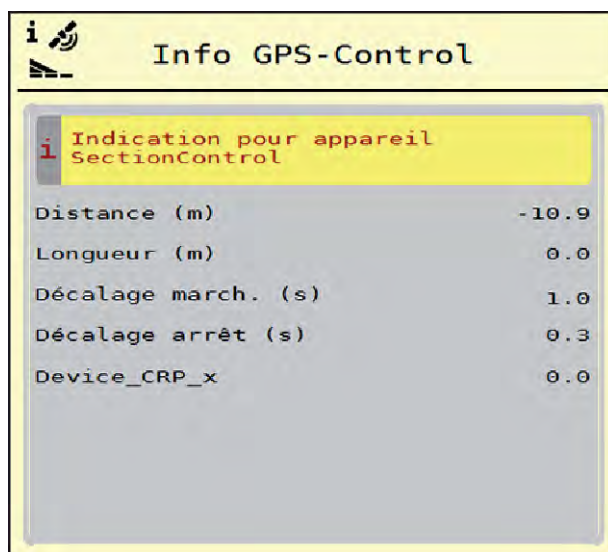 i
Info GPS-Control
i Indication pour appareil
SectionControl
Distance (m) -10.9
Longueur (m) 0.0
Décalage march. (s) 1.0
Décalage arrêt (s) 0.3
Device_CRP_x 0.0